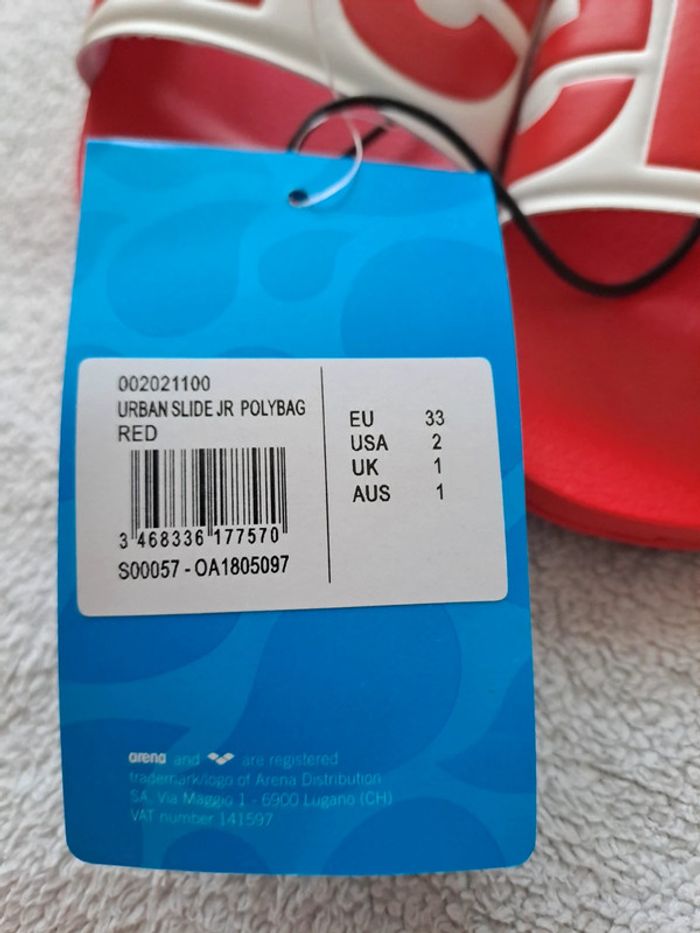 002021100
URBAN SLIDE JR POLYBAG
RED
3 468336 177570
S00057 - OA1805097
EU 33
USA 2
UK 1
AUS 1
arena and are registered
trademark/logo of Arena Distribution
SA. Via Maggio 1 - 6900 Lugano (CH)
VAT number 141597